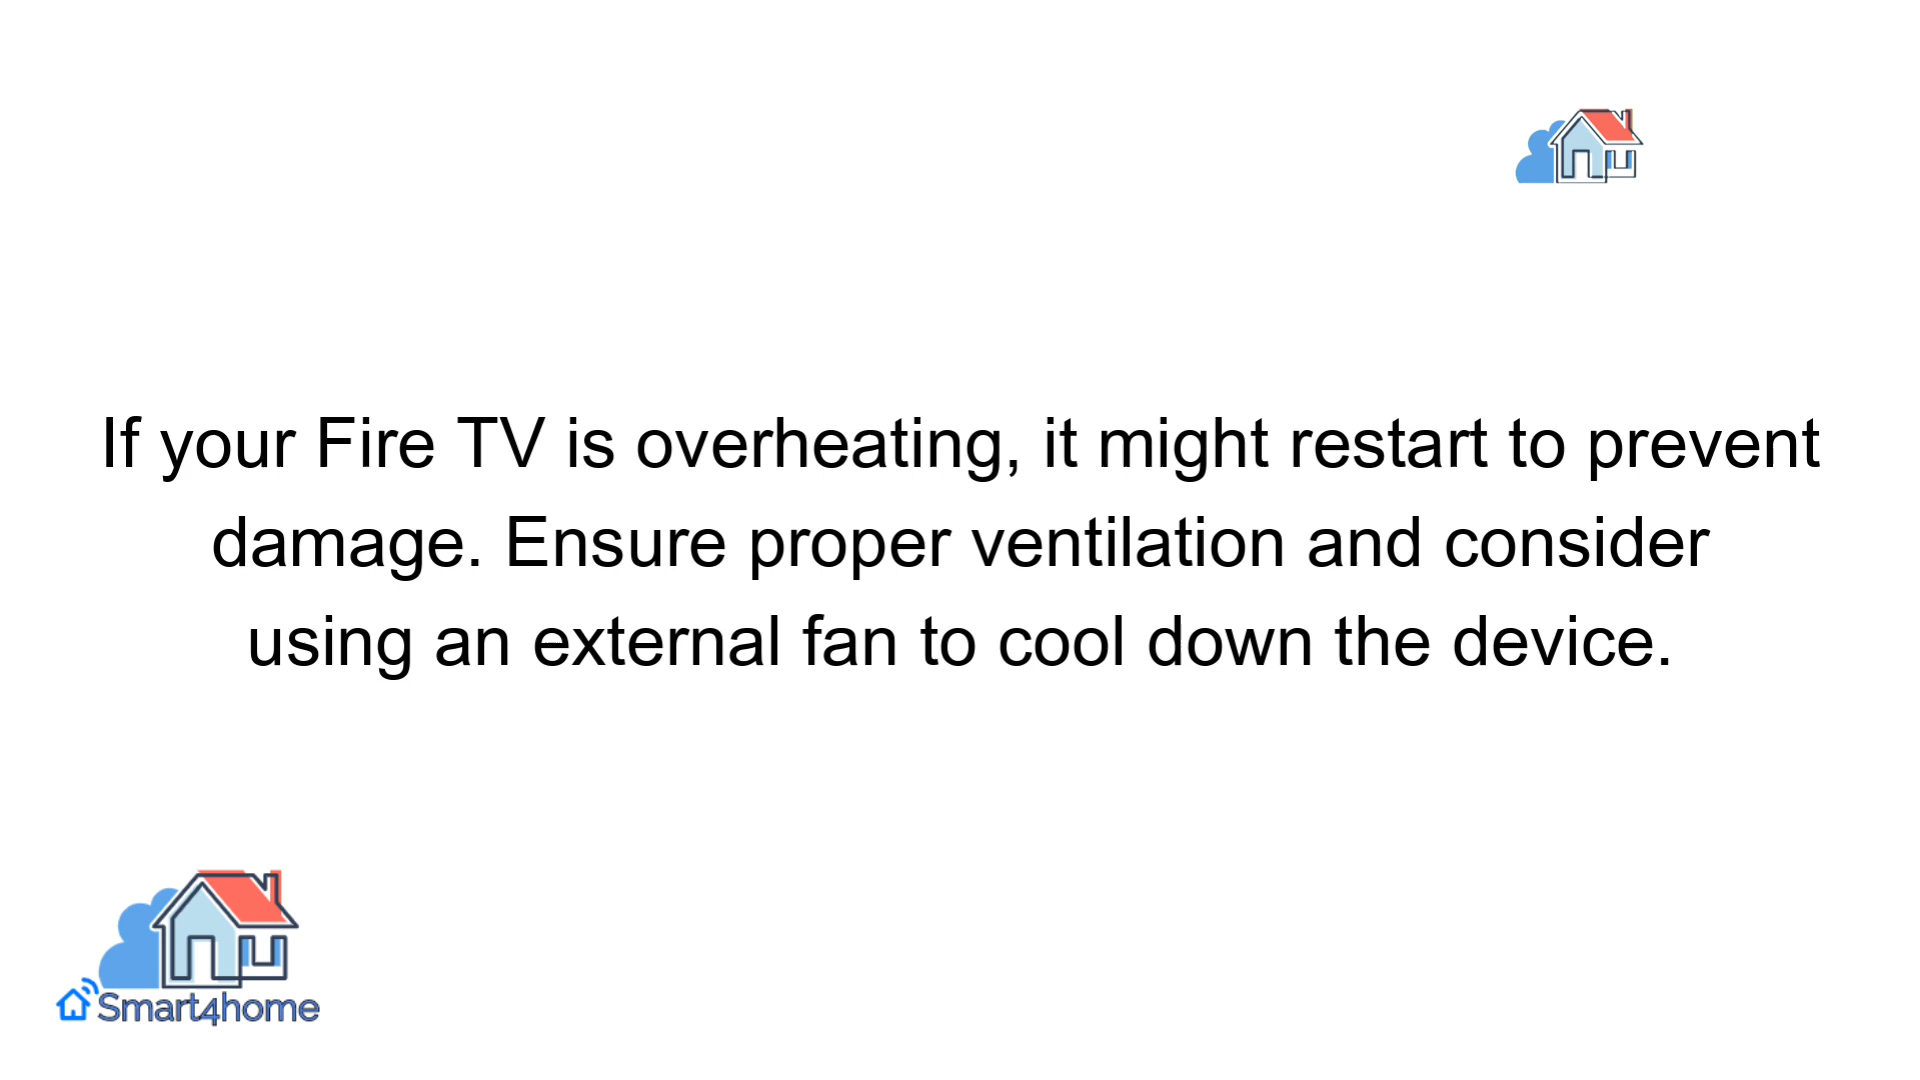 If your Fire TV is overheating, it might restart to prevent
damage. Ensure proper ventilation and consider
using an external fan to cool down the device.
Smart4home